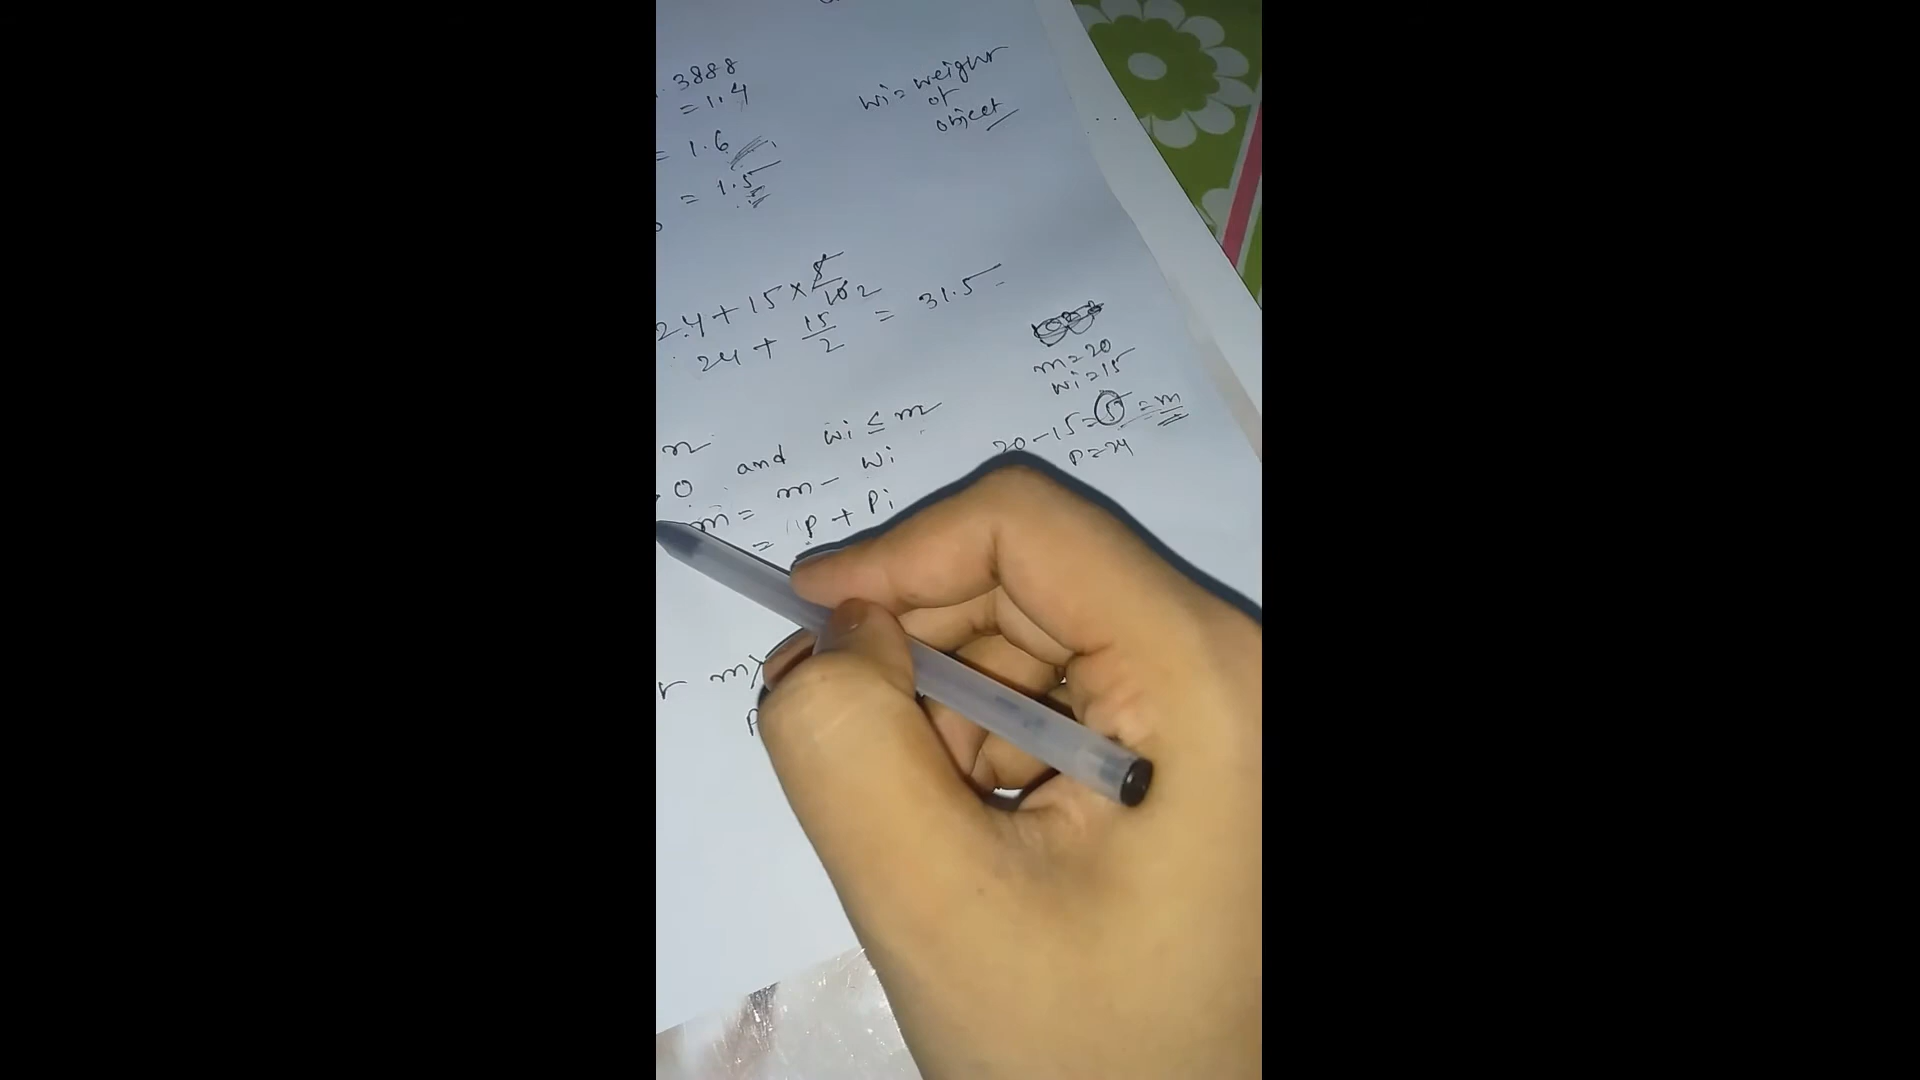 .3888
= 1.4
= 1.6
= 1.5
wi = weight
of
object
24 + 15 × 5/10 2
24 + 15/2 = 31.5
m = 20
wi = 15
20 - 15 = 5 = m
P = 24
n
0 and wi ≤ m
m = m - wi
= P + Pi
r m
P